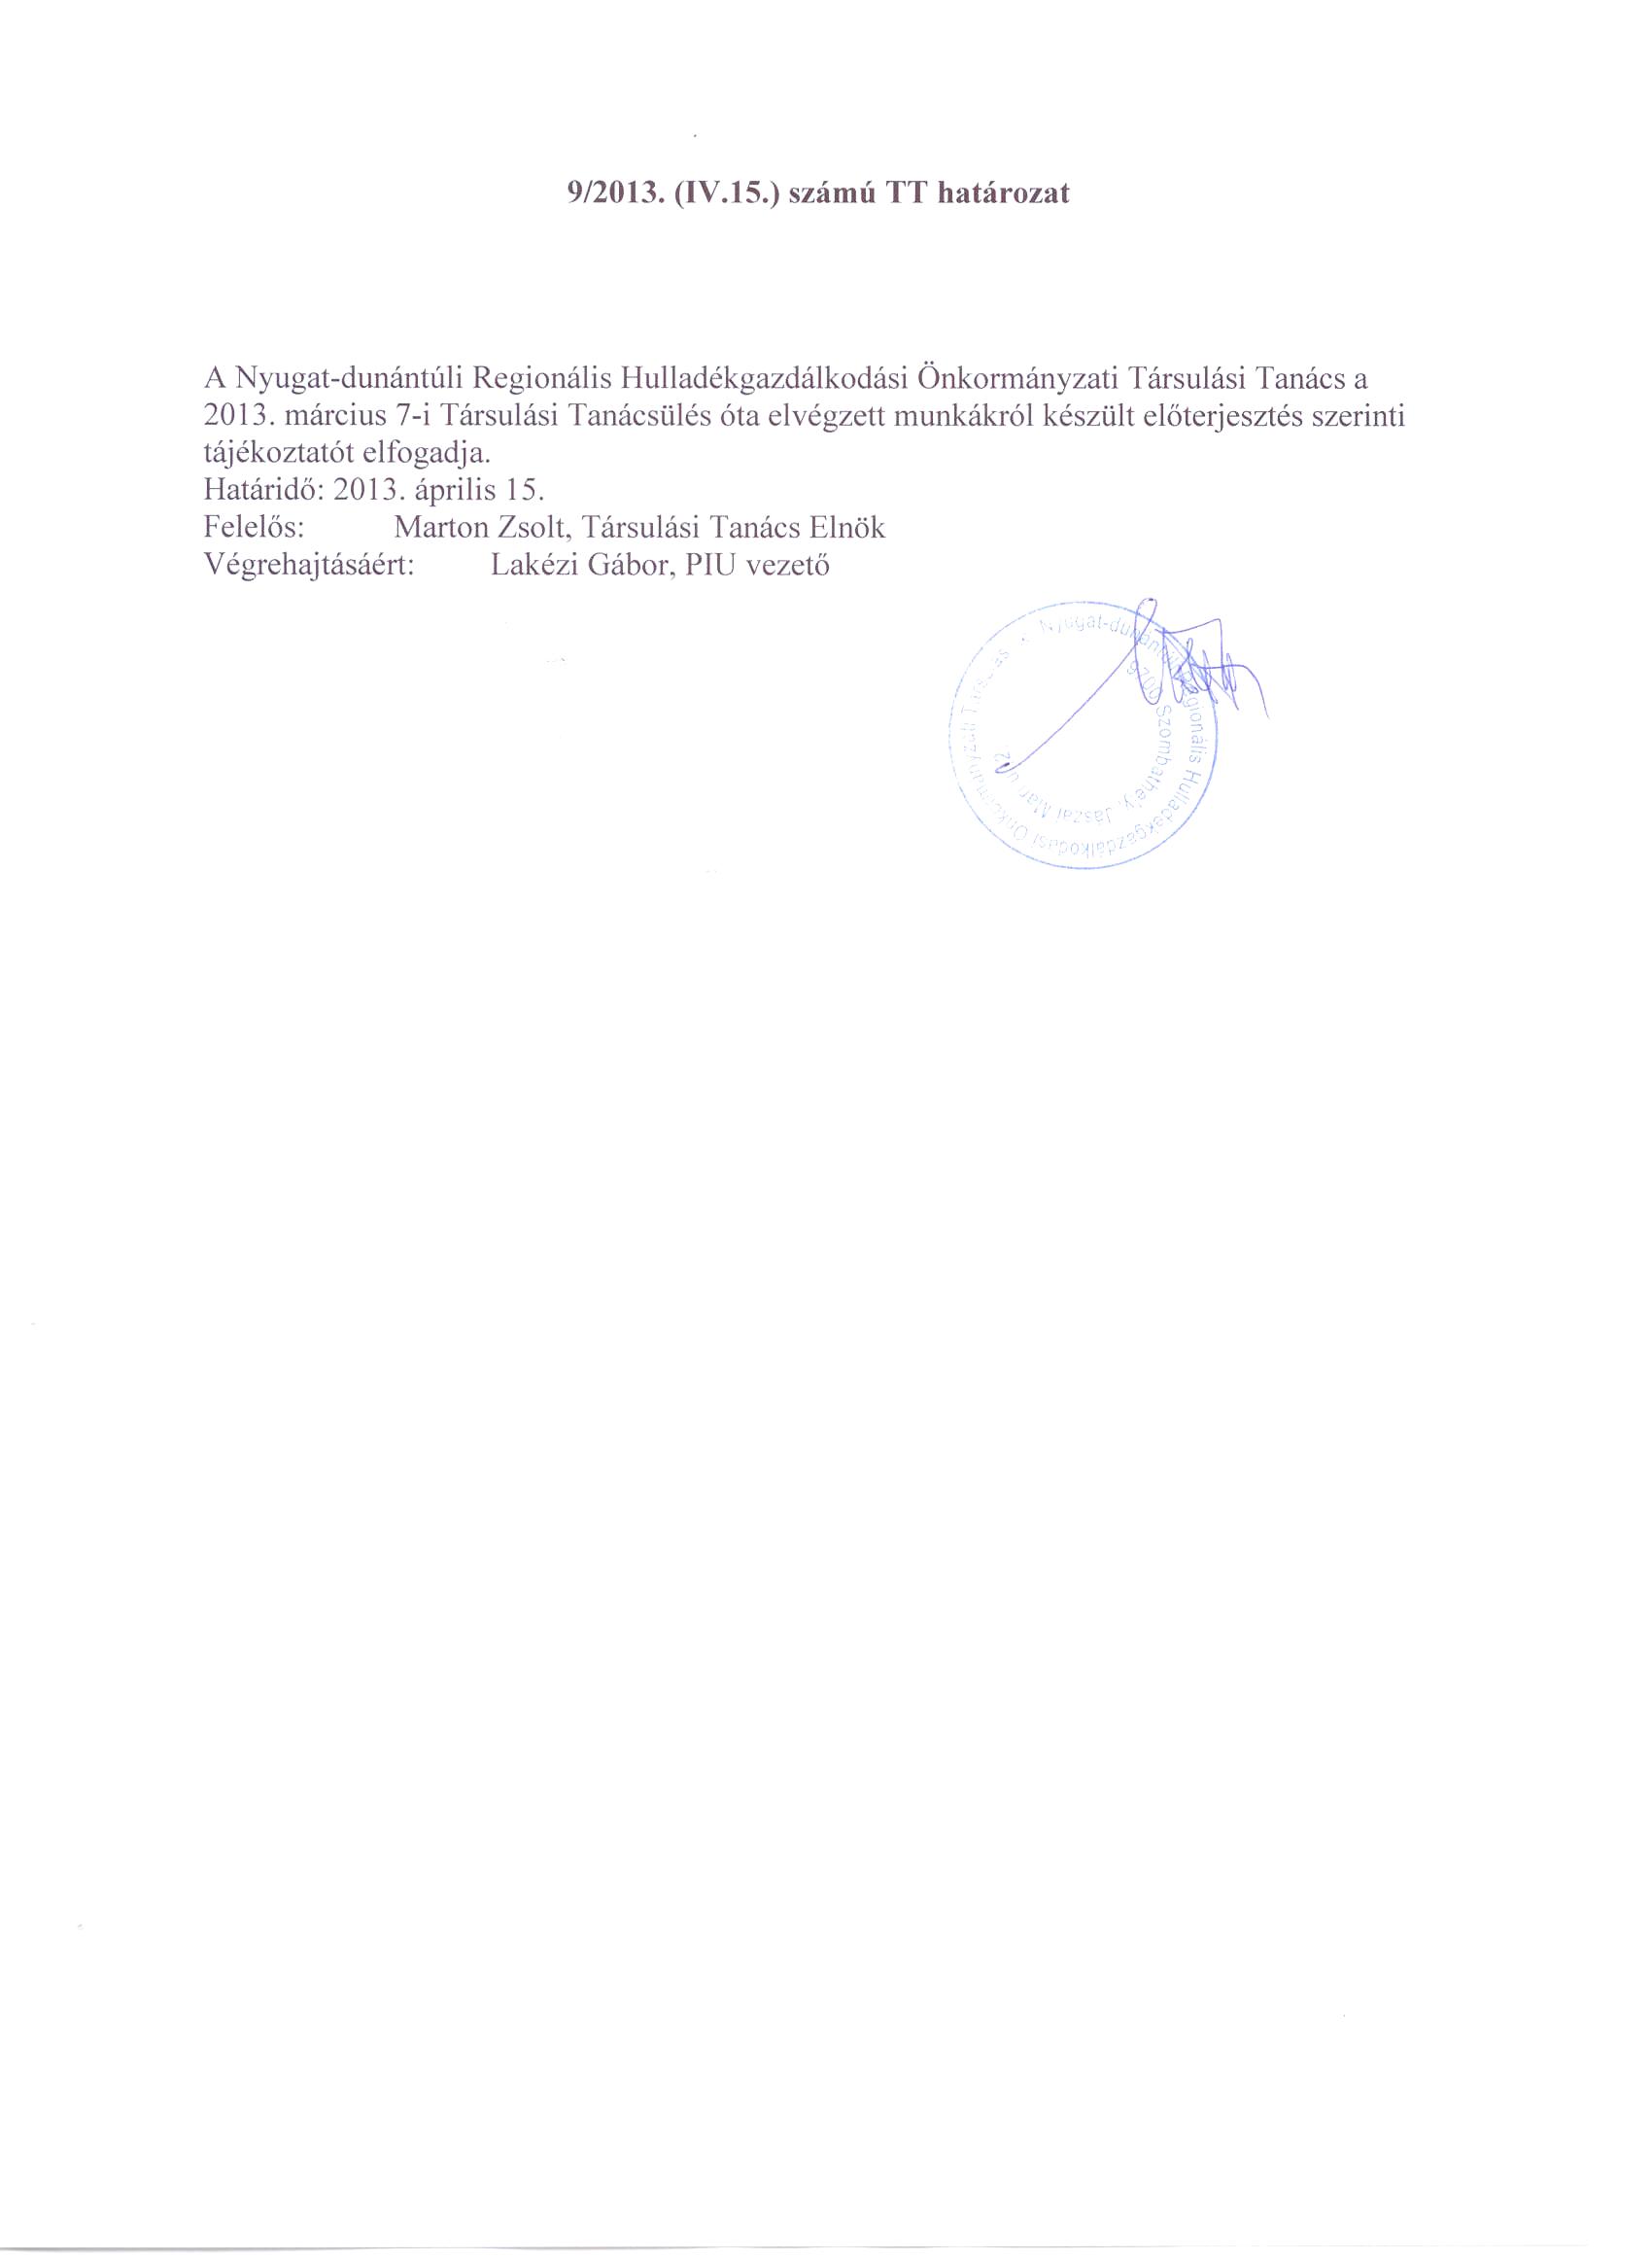 9/2013. (IV.15.) számú TT határozat
A Nyugat-dunántúli Regionális Hulladékgazdálkodási Önkormányzati Társulási Tanács a
2013. március 7-i Társulási Tanácsülés óta elvégzett munkákról készült előterjesztés szerinti
tájékoztatót elfogadja.
Határidő: 2013. április 15.
Felelős: Marton Zsolt, Társulási Tanács Elnök
Végrehajtásáért: Lakézi Gábor, PIU vezető
Nyugat-dunántúli Regionális Hulladékgazdálkodási Önkormányzati Társulás
9700 Szombathely, Jászai Mari u. 2